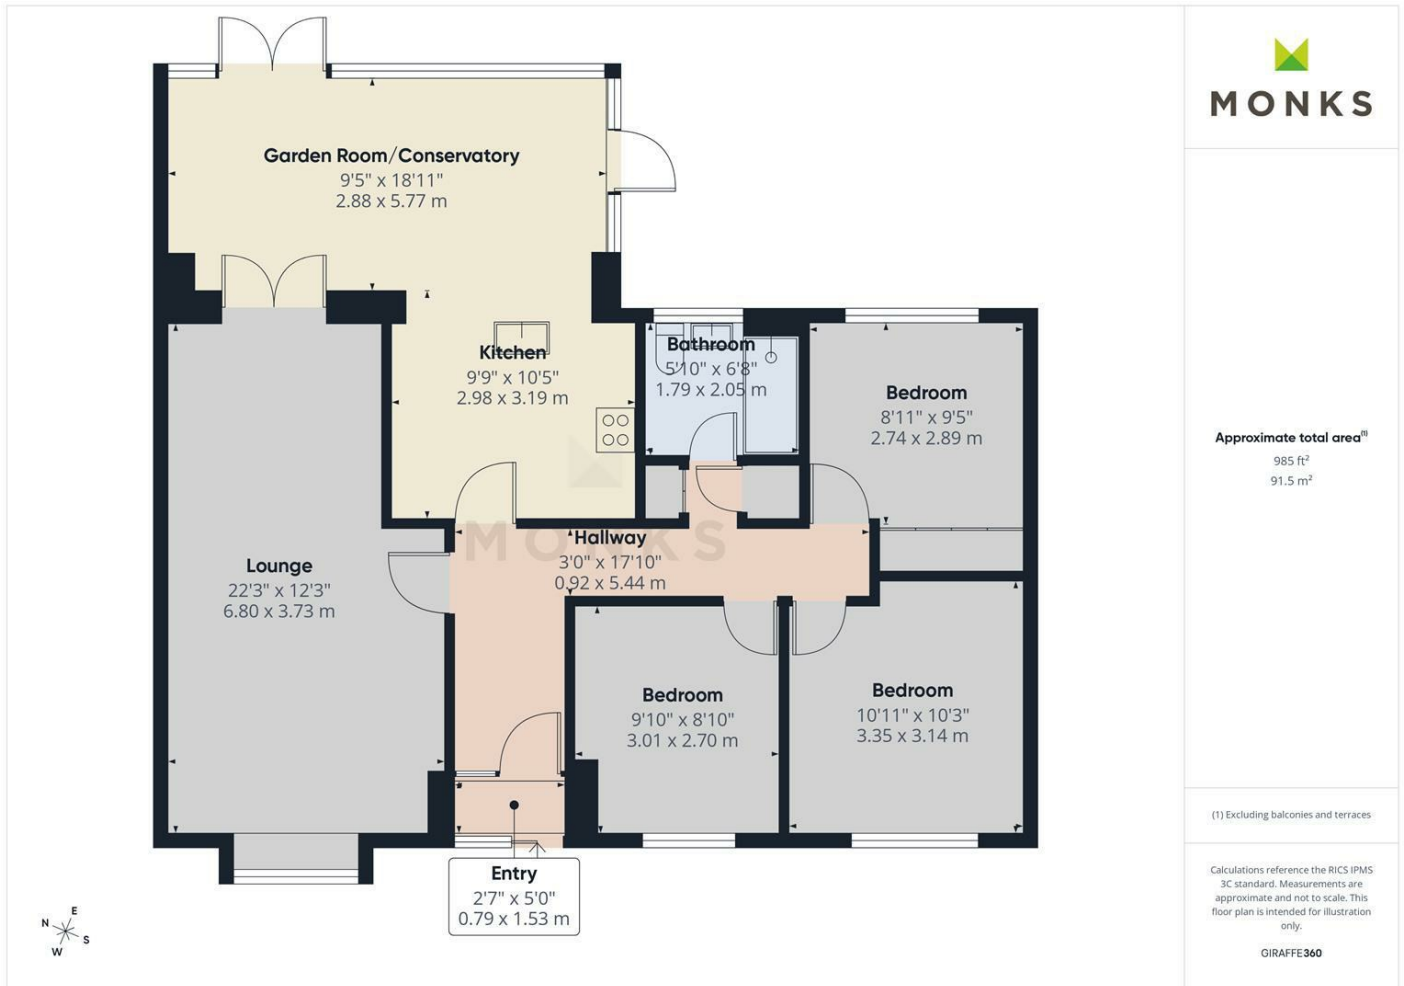 Garden Room/Conservatory
9'5" x 18'11"
2.88 x 5.77 m
Kitchen
9'9" x 10'5"
2.98 x 3.19 m
Bathroom
5'10" x 6'8"
1.79 x 2.05 m
Bedroom
8'11" x 9'5"
2.74 x 2.89 m
MONKS
Hallway
3'0" x 17'10"
0.92 x 5.44 m
Lounge
22'3" x 12'3"
6.80 x 3.73 m
Bedroom
9'10" x 8'10"
3.01 x 2.70 m
Bedroom
10'11" x 10'3"
3.35 x 3.14 m
Entry
2'7" x 5'0"
0.79 x 1.53 m
N
E
S
W
MONKS
Approximate total area(1)
985 ft²
91.5 m²
(1) Excluding balconies and terraces
Calculations reference the RICS IPMS
3C standard. Measurements are
approximate and not to scale. This
floor plan is intended for illustration
only.
GIRAFFE360